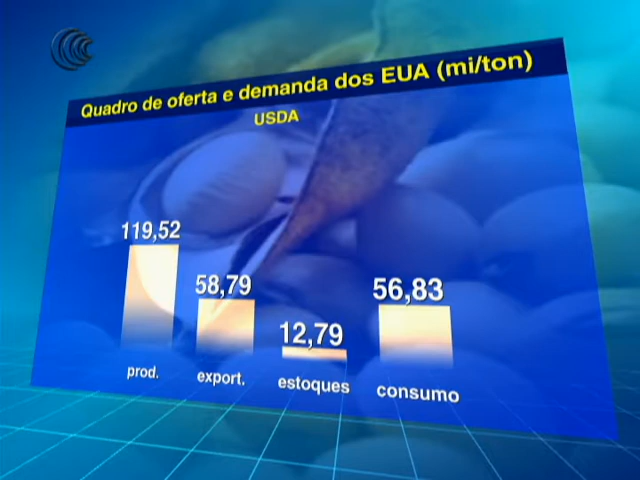 Quadro de oferta e demanda dos EUA (mi/ton)
USDA
119,52
58,79
12,79
56,83
prod.
export.
estoques
consumo